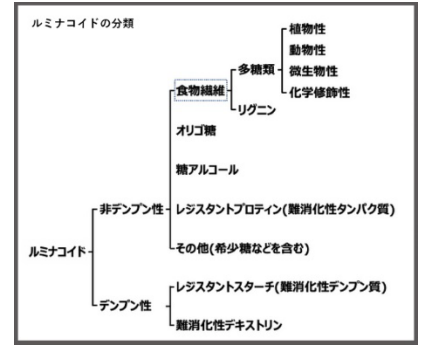 ルミナコイドの分類
植物性
動物性
多糖類
微生物性
化学修飾性
食物繊維
リグニン
オリゴ糖
糖アルコール
レジスタントプロティン(難消化性タンパク質)
非デンプン性
その他(希少糖などを含む)
ルミナコイド
レジスタントスターチ(難消化性デンプン質)
デンプン性
難消化性デキストリン